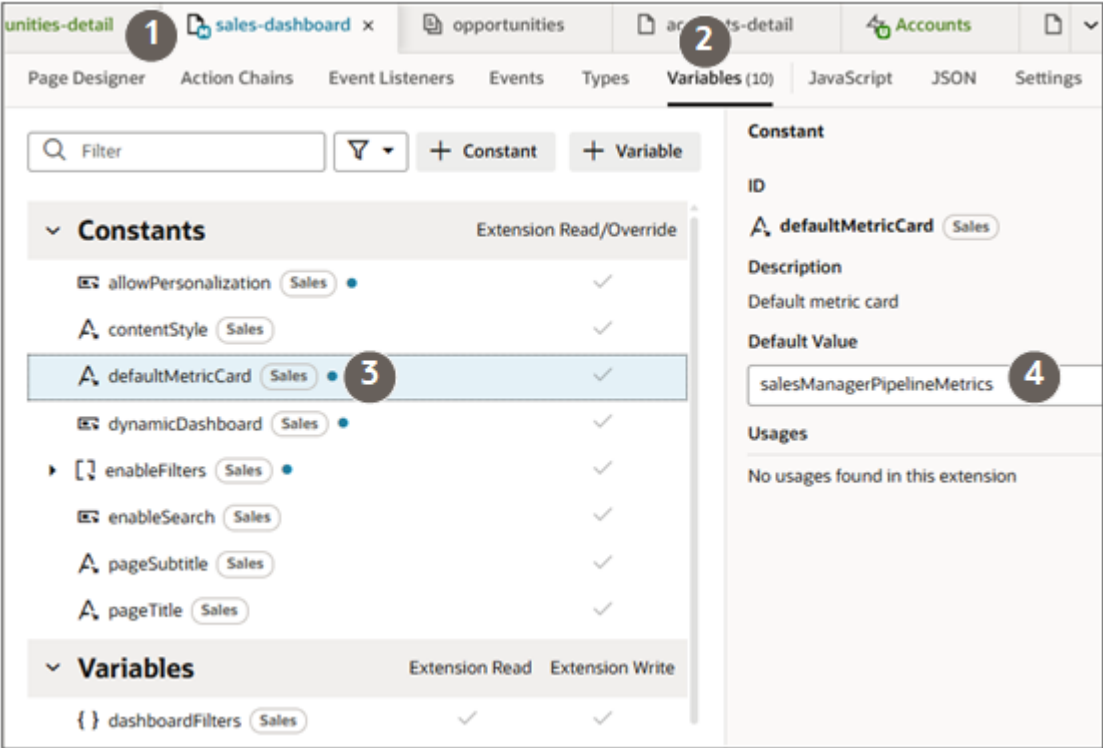 unities-detail 1 sales-dashboard × opportunities 2 s-detail Accounts
Page Designer Action Chains Event Listeners Events Types Variables (10) JavaScript JSON Settings
Filter + Constant + Variable
Constant
ID
defaultMetricCard Sales
Description
Default metric card
Default Value
salesManagerPipelineMetrics 4
Usages
No usages found in this extension
Constants Extension Read/Override
allowPersonalization Sales
contentStyle Sales
defaultMetricCard Sales 3
dynamicDashboard Sales
enableFilters Sales
enableSearch Sales
pageSubtitle Sales
pageTitle Sales
Variables Extension Read Extension Write
{ } dashboardFilters Sales